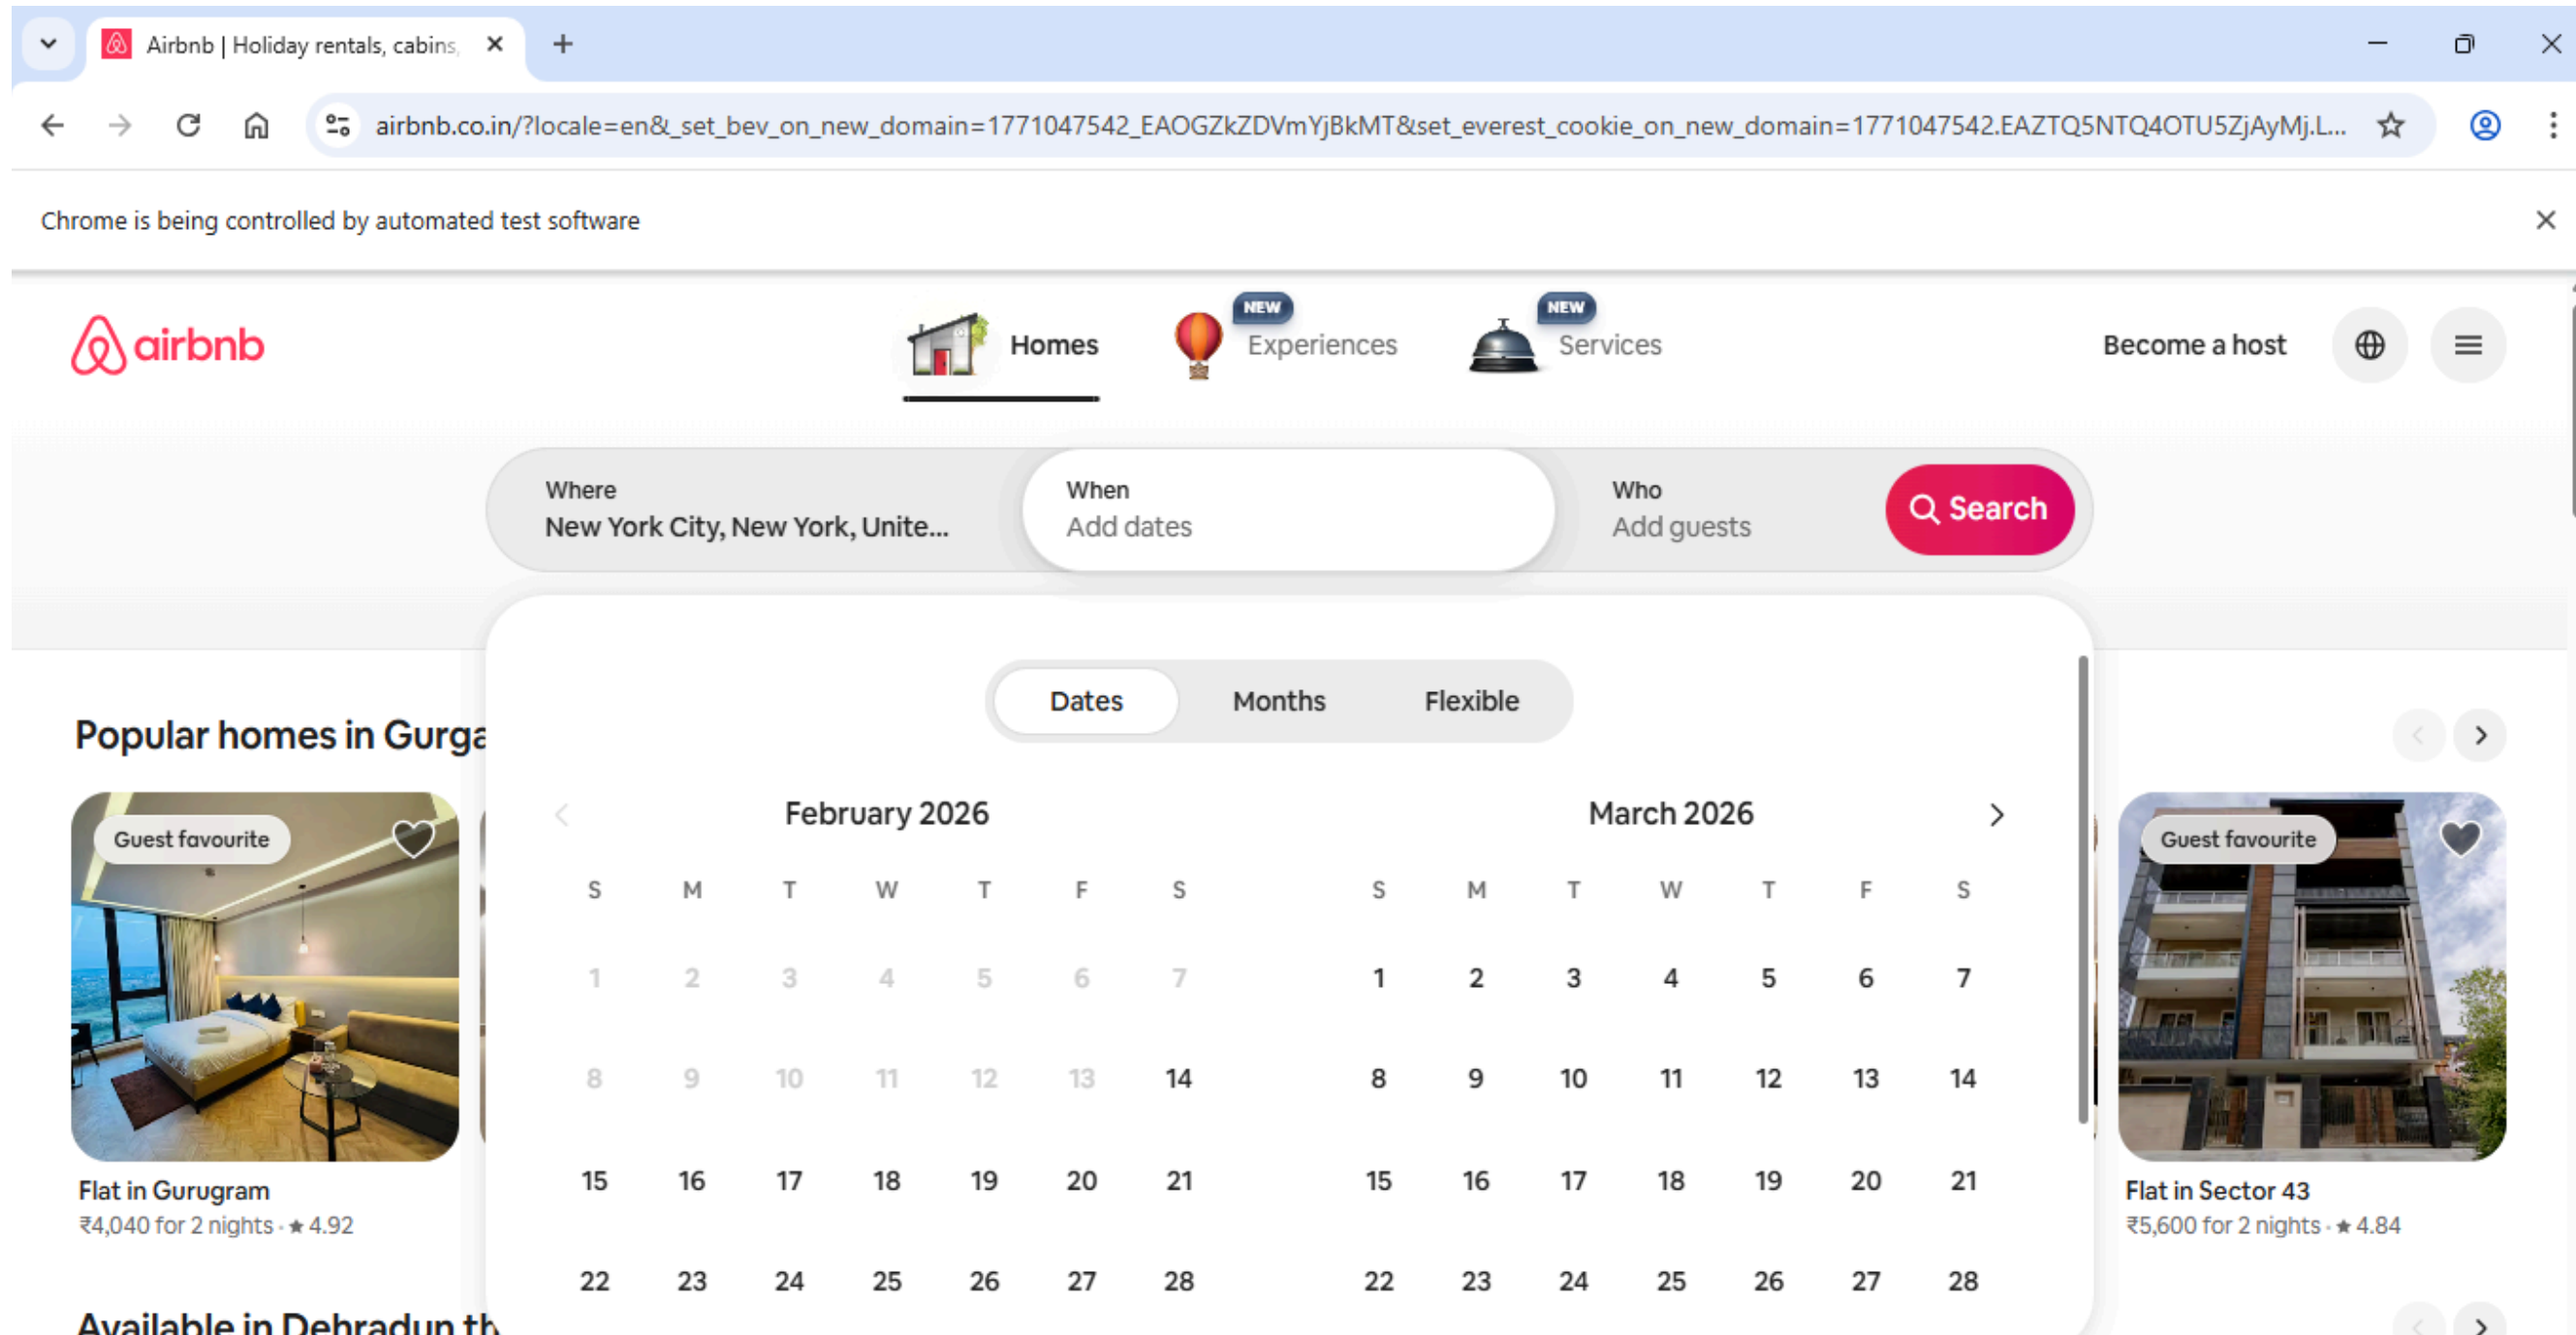 Airbnb | Holiday rentals, cabins,
airbnb.co.in/?locale=en&_set_bev_on_new_domain=1771047542_EAOGZkZDVmYjBkMT&set_everest_cookie_on_new_domain=1771047542.EAZTQ5NTQ4OTU5ZjAyMj.L...
Chrome is being controlled by automated test software
airbnb
Homes
NEW
Experiences
NEW
Services
Become a host
Where
New York City, New York, Unite...
When
Add dates
Who
Add guests
Search
Dates Months Flexible
Popular homes in Gurga
February 2026
S M T W T F S
1 2 3 4 5 6 7
8 9 10 11 12 13 14
15 16 17 18 19 20 21
22 23 24 25 26 27 28
March 2026
S M T W T F S
1 2 3 4 5 6 7
8 9 10 11 12 13 14
15 16 17 18 19 20 21
22 23 24 25 26 27 28
Guest favourite
Flat in Gurugram
₹4,040 for 2 nights · ★ 4.92
Guest favourite
Flat in Sector 43
₹5,600 for 2 nights · ★ 4.84
Available in Dehradun th